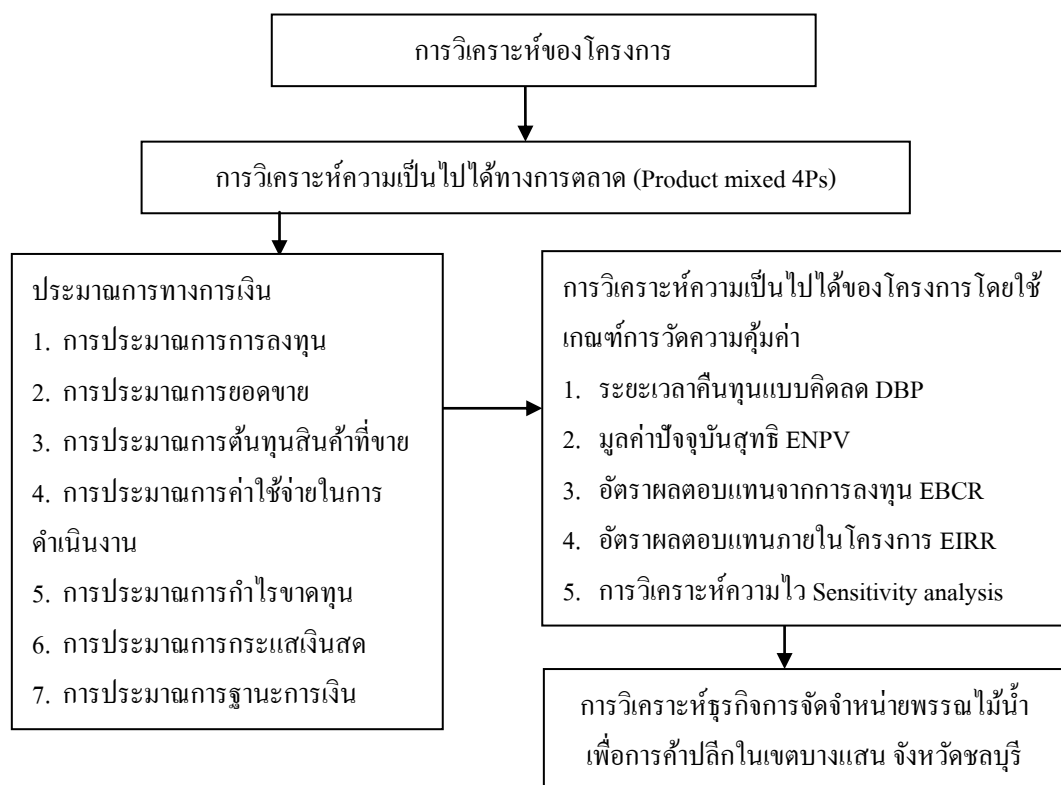 การวิเคราะห์ของโครงการ
การวิเคราะห์ความเป็นไปได้ทางการตลาด (Product mixed 4Ps)
ประมาณการทางการเงิน
1. การประมาณการการลงทุน
2. การประมาณการยอดขาย
3. การประมาณการต้นทุนสินค้าที่ขาย
4. การประมาณการค่าใช้จ่ายในการ
ดำเนินงาน
5. การประมาณการกำไรขาดทุน
6. การประมาณการกระแสเงินสด
7. การประมาณการฐานะการเงิน
การวิเคราะห์ความเป็นไปได้ของโครงการโดยใช้
เกณฑ์การวัดความคุ้มค่า
1. ระยะเวลาคืนทุนแบบคิดลด DBP
2. มูลค่าปัจจุบันสุทธิ ENPV
3. อัตราผลตอบแทนจากการลงทุน EBCR
4. อัตราผลตอบแทนภายในโครงการ EIRR
5. การวิเคราะห์ความไว Sensitivity analysis
การวิเคราะห์ธุรกิจการจัดจำหน่ายพรรณไม้น้ำ
เพื่อการค้าปลีกในเขตบางแสน จังหวัดชลบุรี